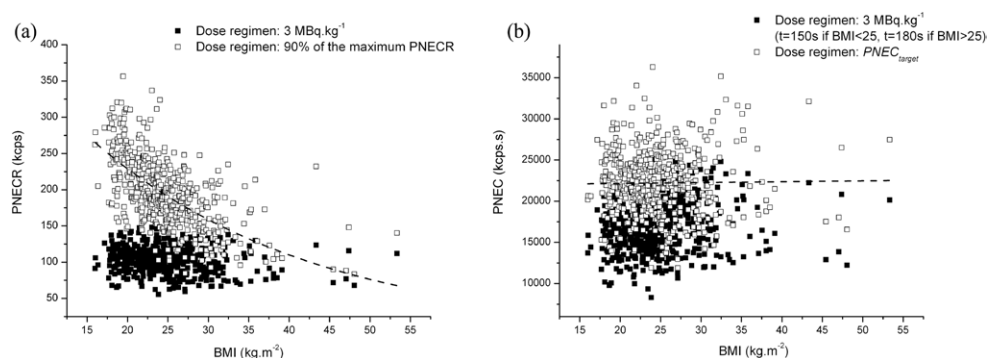 (a)
Dose regimen: 3 MBq.kg⁻¹
Dose regimen: 90% of the maximum PNECR
400
350
300
250
200
150
100
50
PNECR (kcps)
15 20 25 30 35 40 45 50 55
BMI (kg.m⁻²)
(b)
Dose regimen: 3 MBq.kg⁻¹
(t=150s if BMI<25, t=180s if BMI>25)
Dose regimen: PNEC target
35000
30000
25000
20000
15000
10000
PNEC (kcps.s)
15 20 25 30 35 40 45 50 55
BMI (kg.m⁻²)